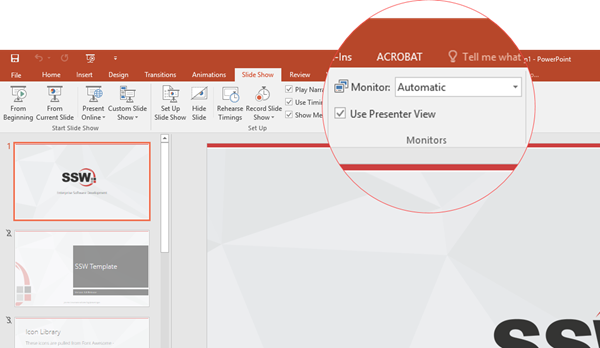 -Ins ACROBAT Tell me what n1 - PowerPoint
File Home Insert Design Transitions Animations Slide Show Review
Monitor: Automatic
Use Presenter View
Monitors
From Beginning
From Current Slide
Present Online
Custom Slide Show
Set Up Slide Show
Hide Slide
Rehearse Timings
Record Slide Show
Play Narr
Use Timin
Show Me
Start Slide Show Set Up
1
SSW
Enterprise Software Development
2
SSW Template
3
Icon Library
SSW